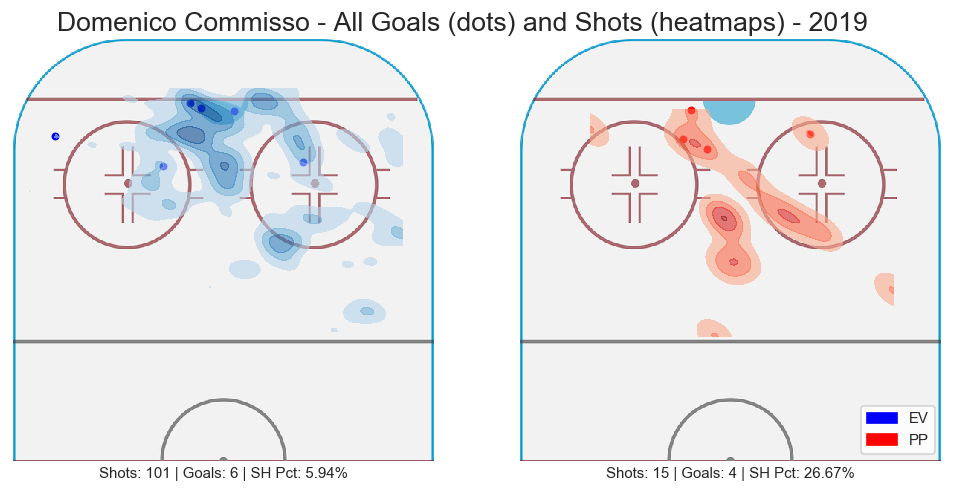 Domenico Commisso - All Goals (dots) and Shots (heatmaps) - 2019
EV
PP
Shots: 101 | Goals: 6 | SH Pct: 5.94%
Shots: 15 | Goals: 4 | SH Pct: 26.67%